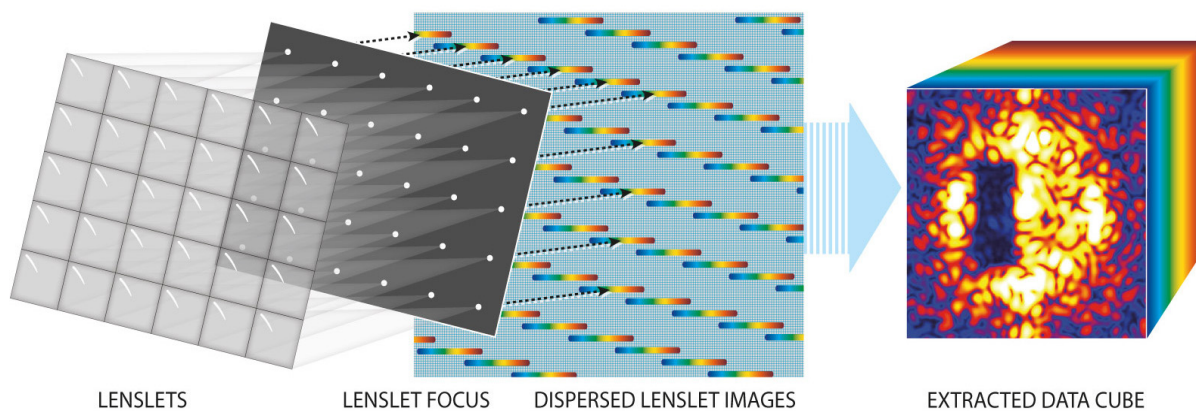 LENSLETS
LENSLET FOCUS
DISPERSED LENSLET IMAGES
EXTRACTED DATA CUBE